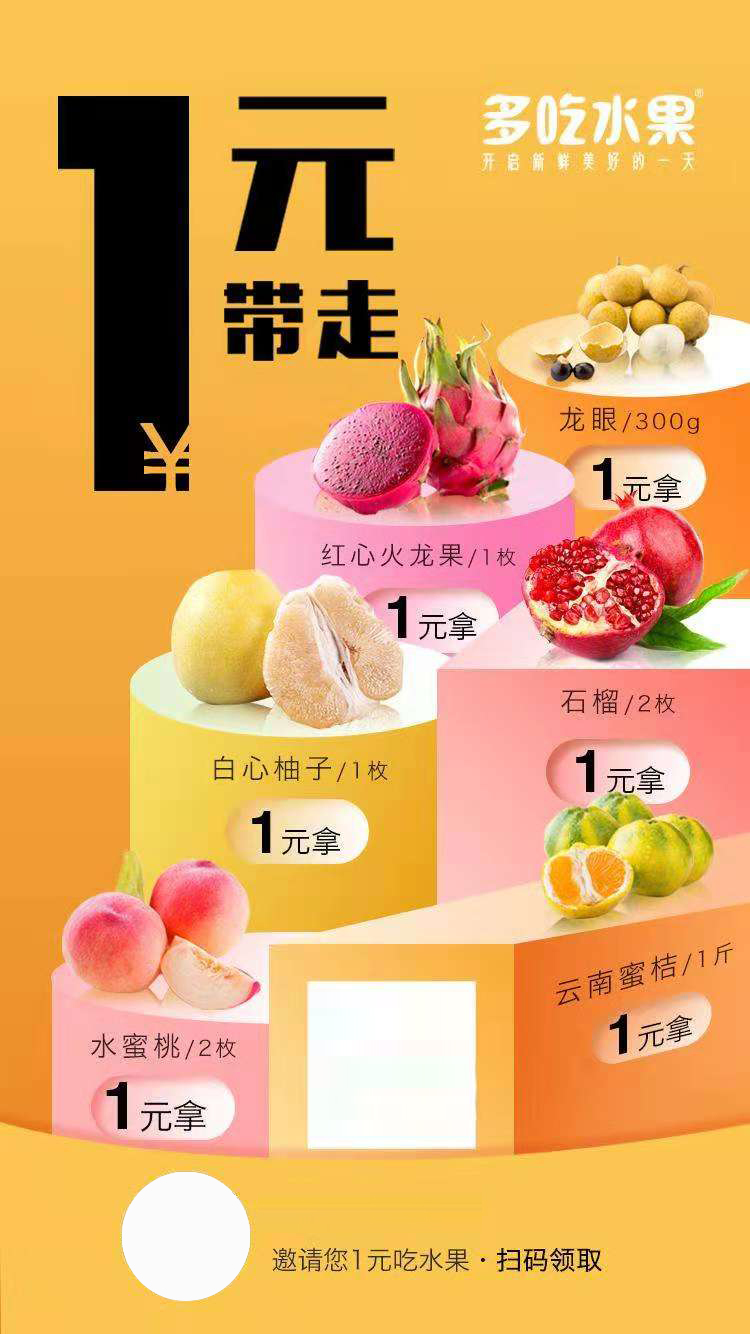 1元
带走
¥
多吃水果®
开启新鲜美好的一天
龙眼/300g
1元拿
红心火龙果/1枚
1元拿
石榴/2枚
1元拿
白心柚子/1枚
1元拿
云南蜜桔/1斤
1元拿
水蜜桃/2枚
1元拿
邀请您1元吃水果·扫码领取